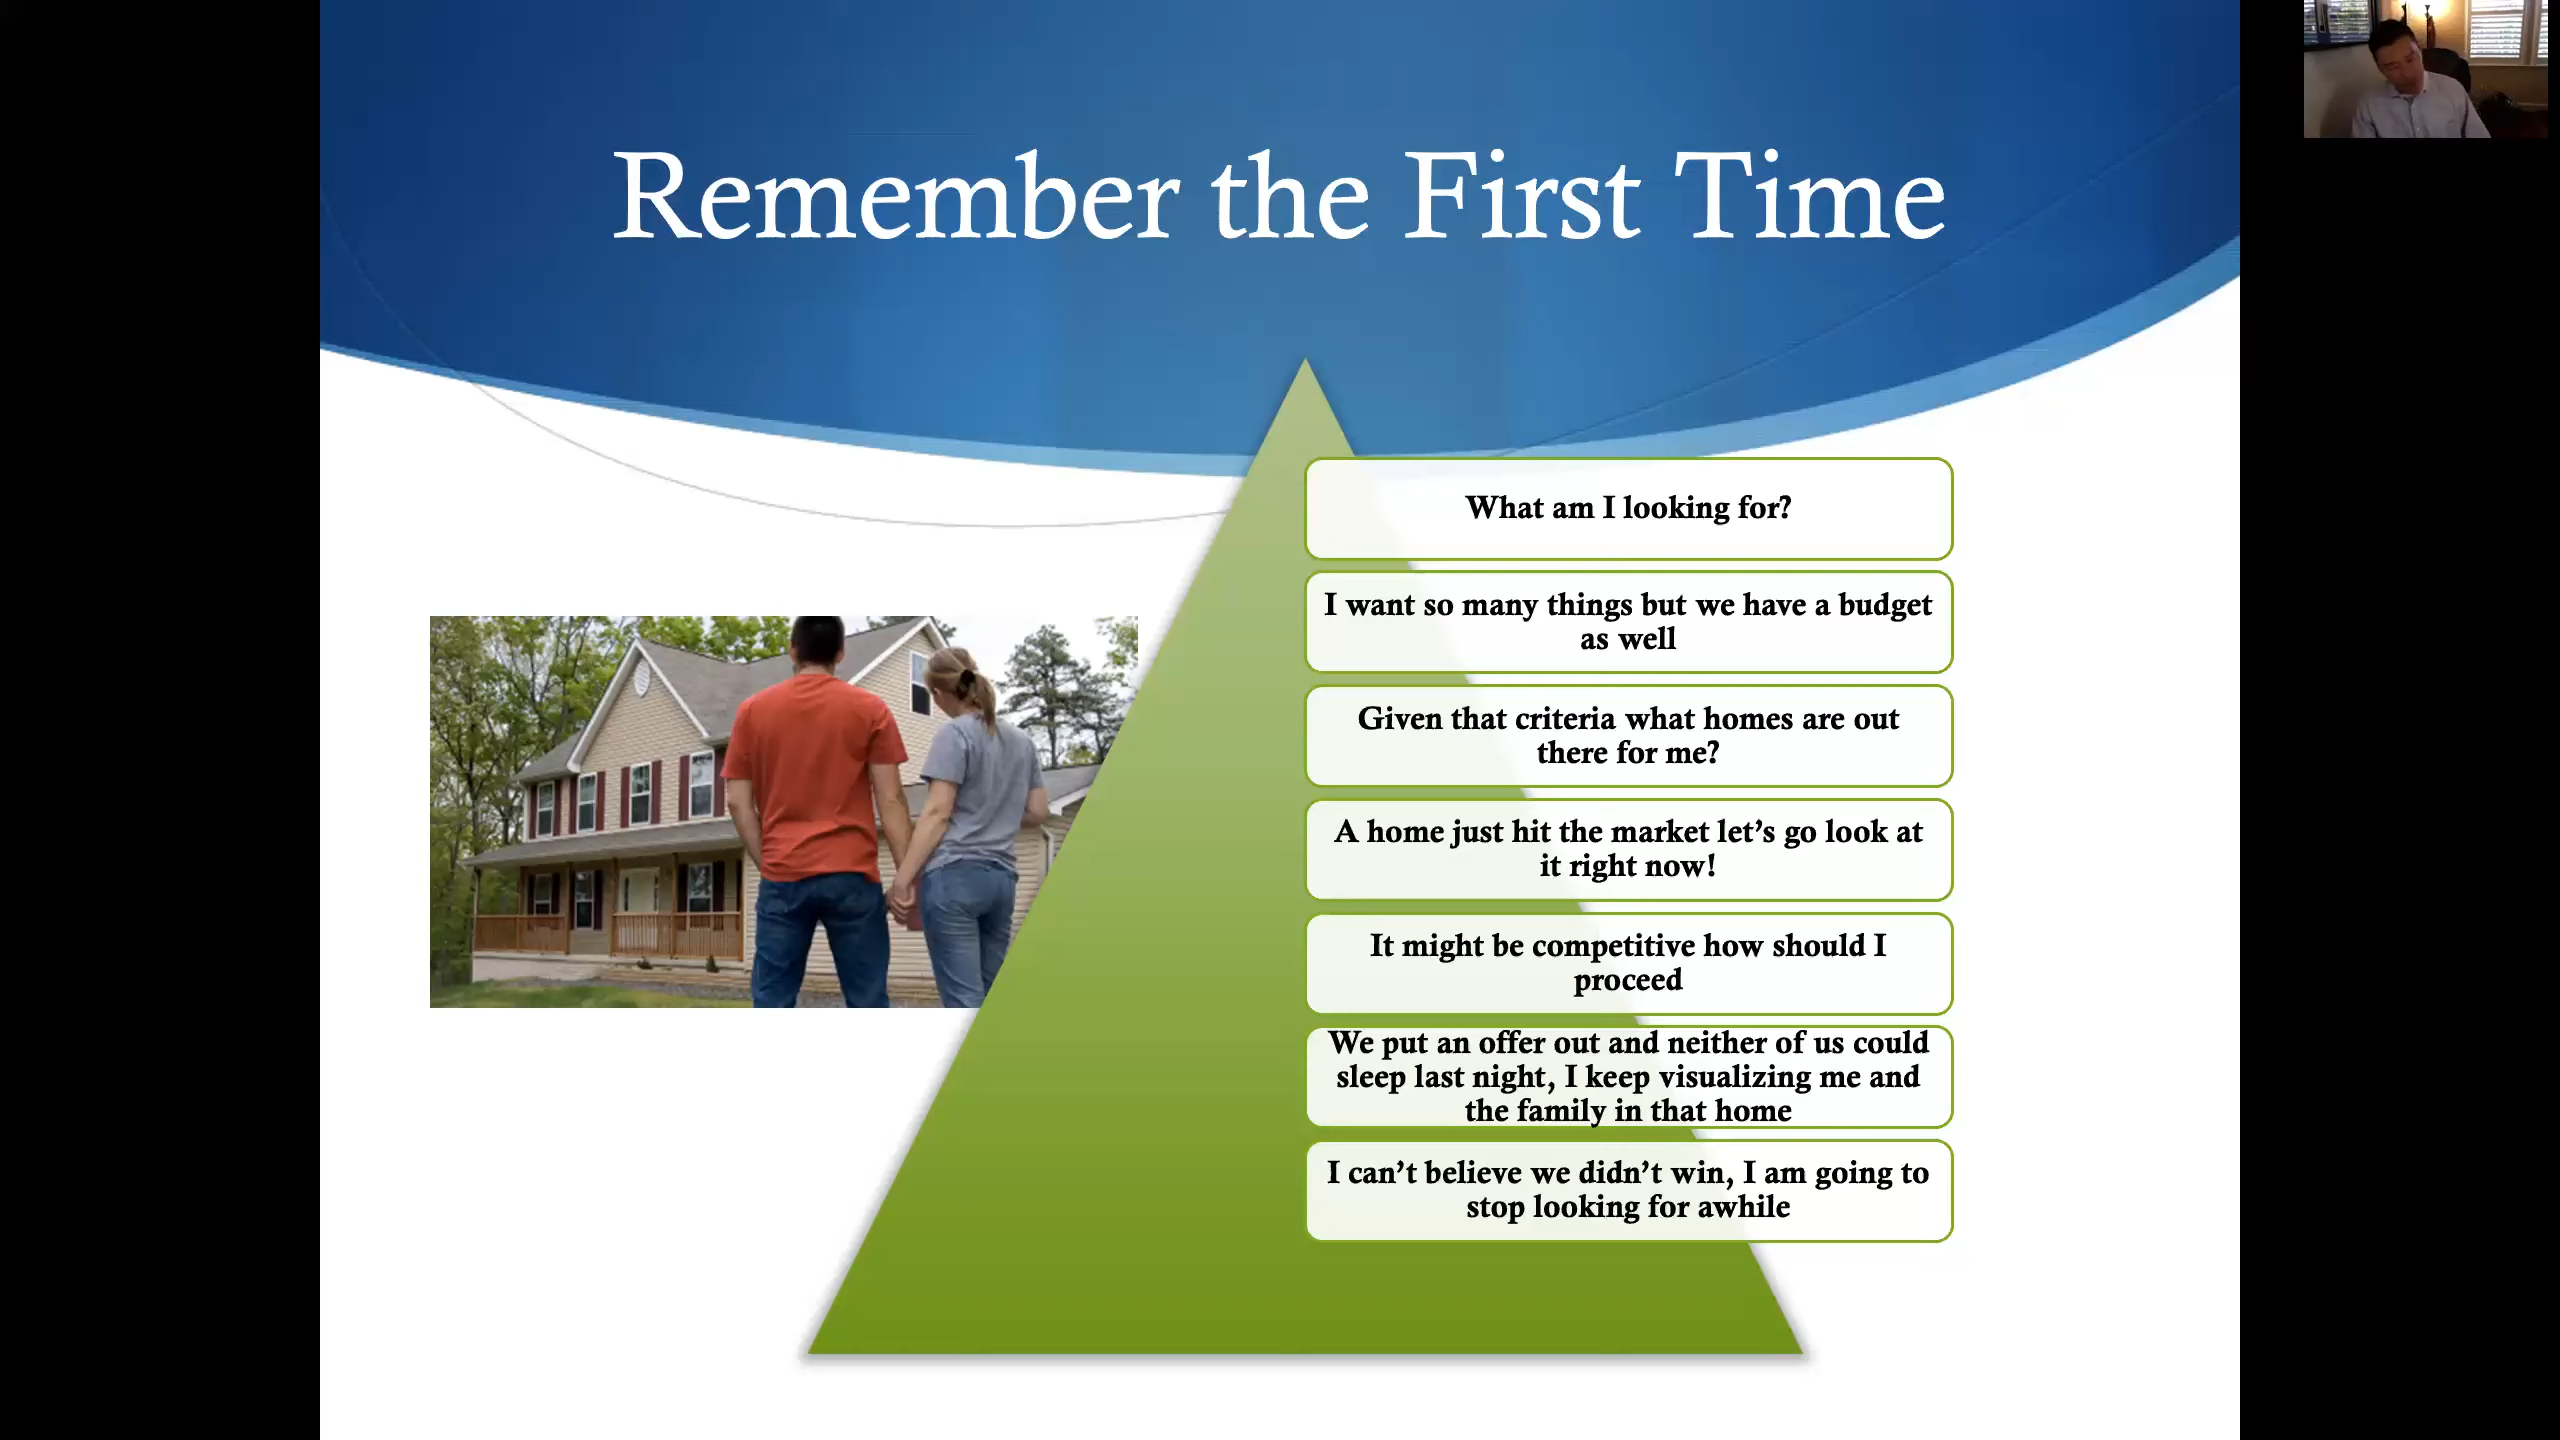 Remember the First Time
What am I looking for?
I want so many things but we have a budget
as well
Given that criteria what homes are out
there for me?
A home just hit the market let’s go look at
it right now!
It might be competitive how should I
proceed
We put an offer out and neither of us could
sleep last night, I keep visualizing me and
the family in that home
I can’t believe we didn’t win, I am going to
stop looking for awhile